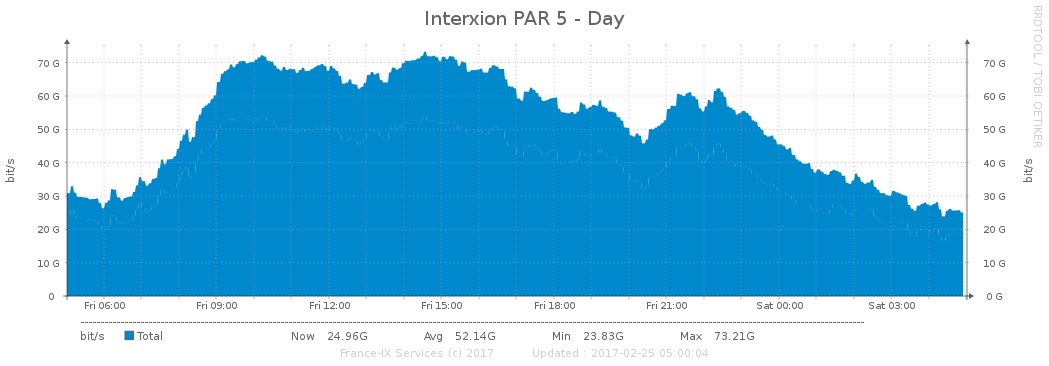 Interxion PAR 5 - Day
RRDTOOL / TOBI OETIKER
bit/s
70 G 70 G
60 G 60 G
50 G 50 G
40 G 40 G
30 G 30 G
20 G 20 G
10 G 10 G
0 0 G
bit/s
Fri 06:00 Fri 09:00 Fri 12:00 Fri 15:00 Fri 18:00 Fri 21:00 Sat 00:00 Sat 03:00
bit/s Total Now 24.96G Avg 52.14G Min 23.83G Max 73.21G
France-IX Services (c) 2017 Updated : 2017-02-25 05:00:04